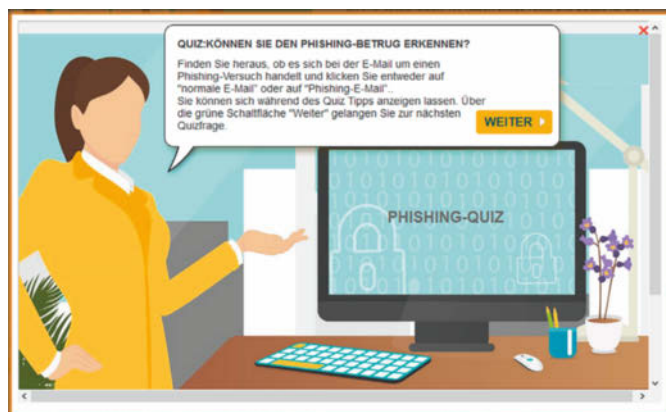 QUIZ:KÖNNEN SIE DEN PHISHING-BETRUG ERKENNEN?
Finden Sie heraus, ob es sich bei der E-Mail um einen
Phishing-Versuch handelt und klicken Sie entweder auf
"normale E-Mail" oder auf "Phishing-E-Mail"..
Sie können sich während des Quiz Tipps anzeigen lassen. Über
die grüne Schaltfläche "Weiter" gelangen Sie zur nächsten
Quizfrage.
WEITER
PHISHING-QUIZ